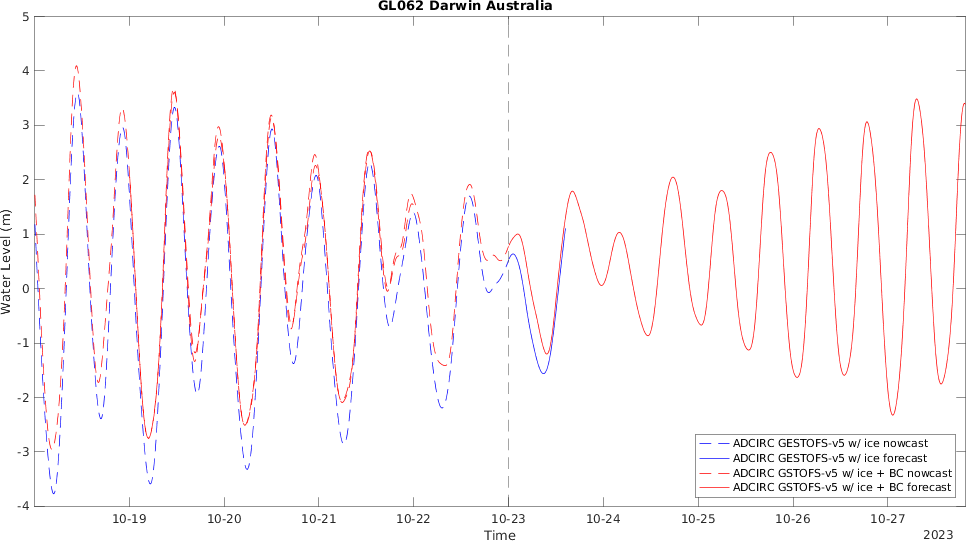 GL062 Darwin Australia
5
4
3
2
1
0
-1
-2
-3
-4
Water Level (m)
10-19 10-20 10-21 10-22 10-23 10-24 10-25 10-26 10-27
Time
2023
ADCIRC GESTOFS-v5 w/ ice nowcast
ADCIRC GESTOFS-v5 w/ ice forecast
ADCIRC GSTOFS-v5 w/ ice + BC nowcast
ADCIRC GSTOFS-v5 w/ ice + BC forecast